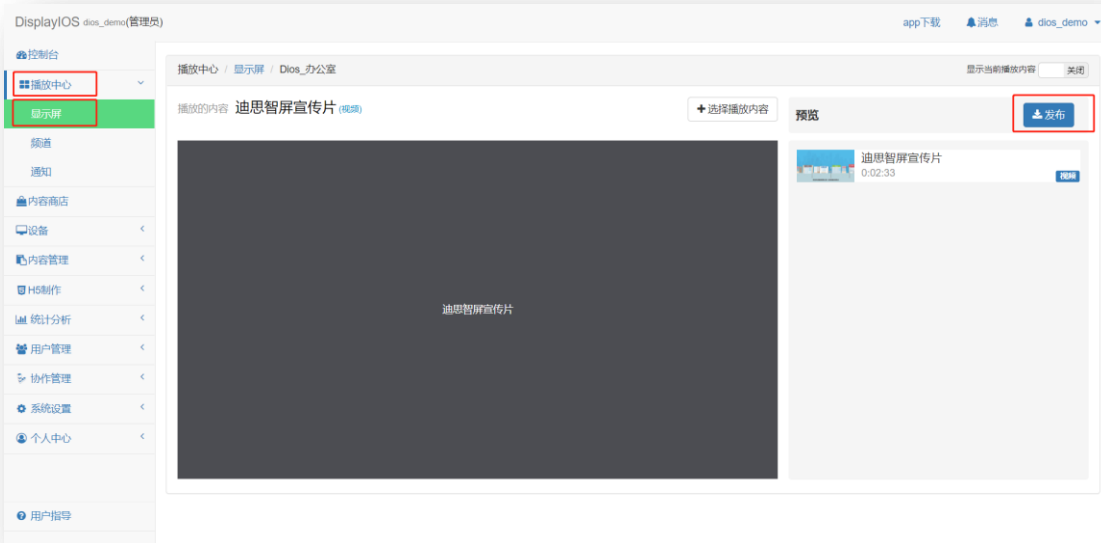 DisplayIOS dios_demo(管理员)
app下载
消息
dios_demo
控制台
播放中心
显示屏
频道
通知
内容商店
设备
内容管理
H5制作
统计分析
用户管理
协作管理
系统设置
个人中心
用户指导
播放中心 / 显示屏 / Dios_办公室
显示当前播放内容 关闭
播放的内容 迪思智屏宣传片 (视频)
选择播放内容
迪思智屏宣传片
预览
发布
迪思智屏宣传片
0:02:33
视频